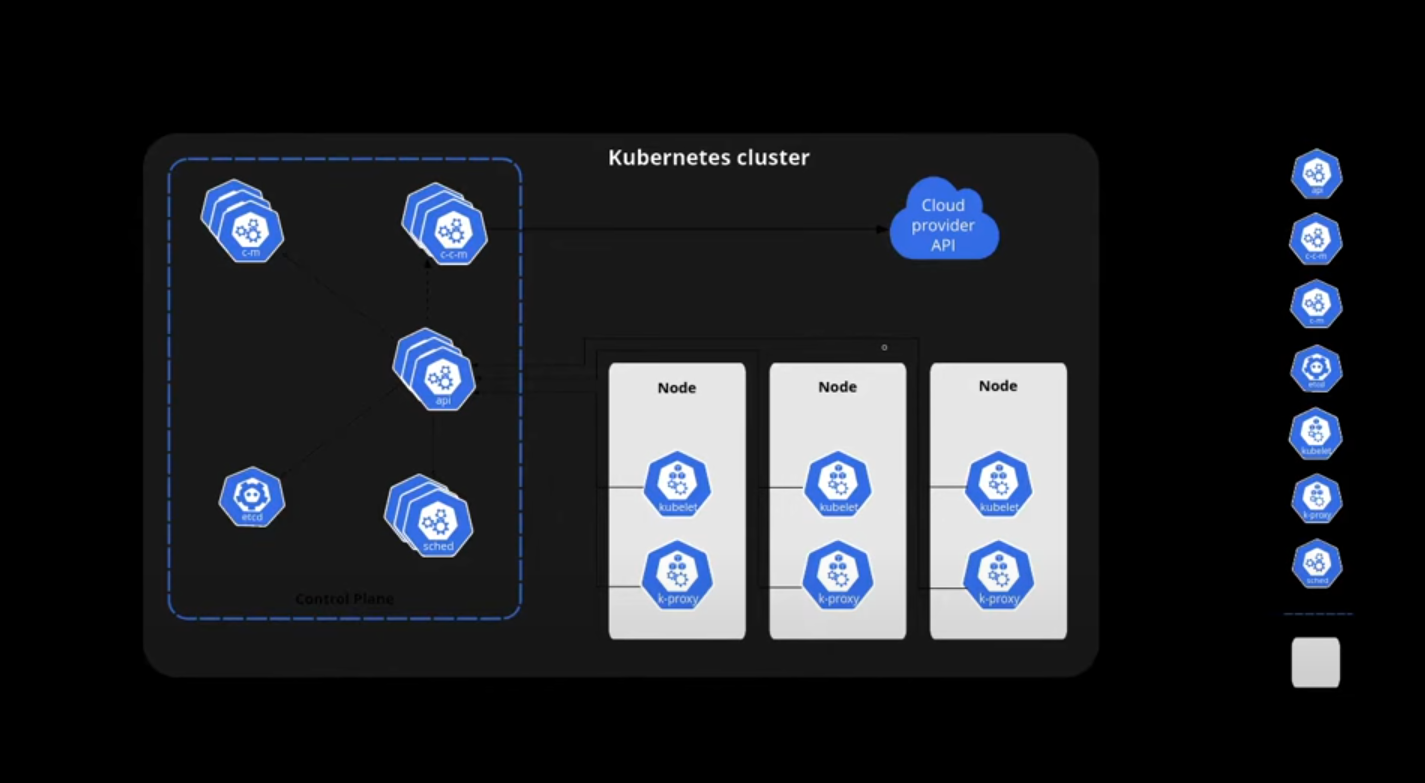 Kubernetes cluster
c-m
c-c-m
Cloud
provider
API
api
etcd
sched
Control Plane
Node
kubelet
k-proxy
Node
kubelet
k-proxy
Node
kubelet
k-proxy
api
c-c-m
c-m
etcd
kubelet
k-proxy
sched